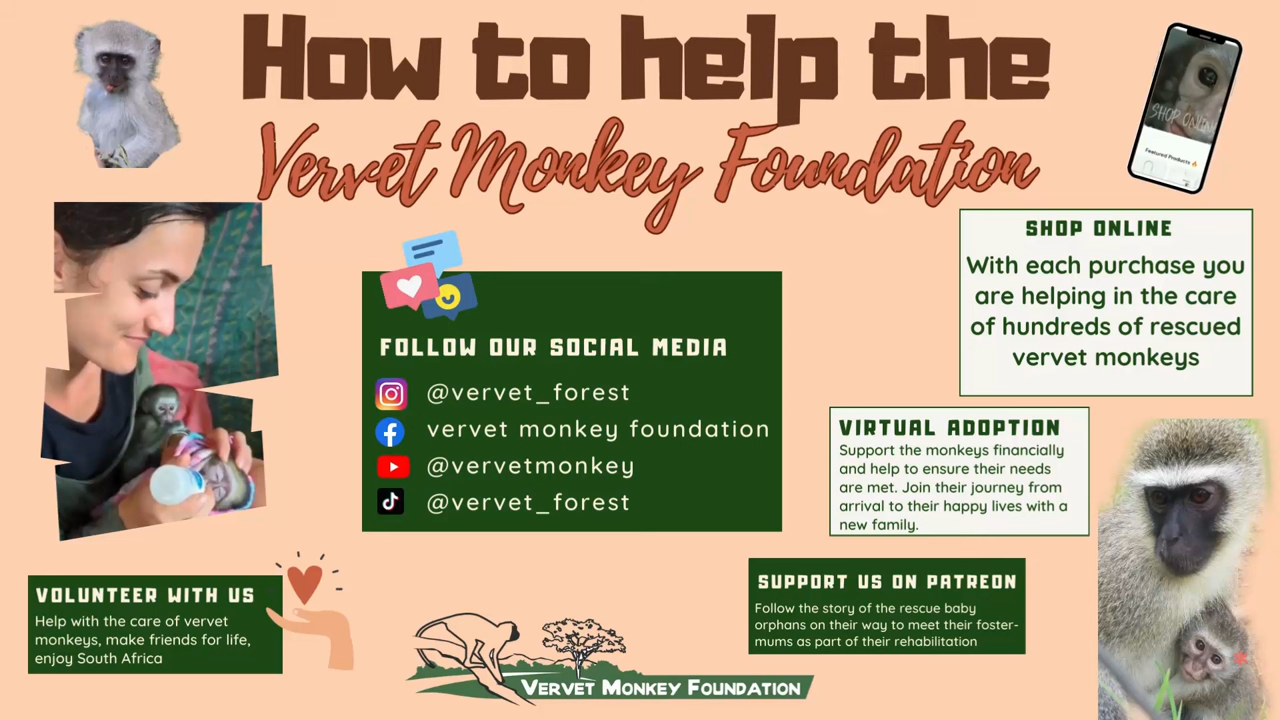 How to help the
Vervet Monkey Foundation
SHOP ONLINE
Featured Products 🔥
SHOP ONLINE
With each purchase you
are helping in the care
of hundreds of rescued
vervet monkeys
FOLLOW OUR SOCIAL MEDIA
@vervet_forest
vervet monkey foundation
@vervetmonkey
@vervet_forest
VIRTUAL ADOPTION
Support the monkeys financially
and help to ensure their needs
are met. Join their journey from
arrival to their happy lives with a
new family.
VOLUNTEER WITH US
Help with the care of vervet
monkeys, make friends for life,
enjoy South Africa
SUPPORT US ON PATREON
Follow the story of the rescue baby
orphans on their way to meet their foster-
mums as part of their rehabilitation
VERVET MONKEY FOUNDATION